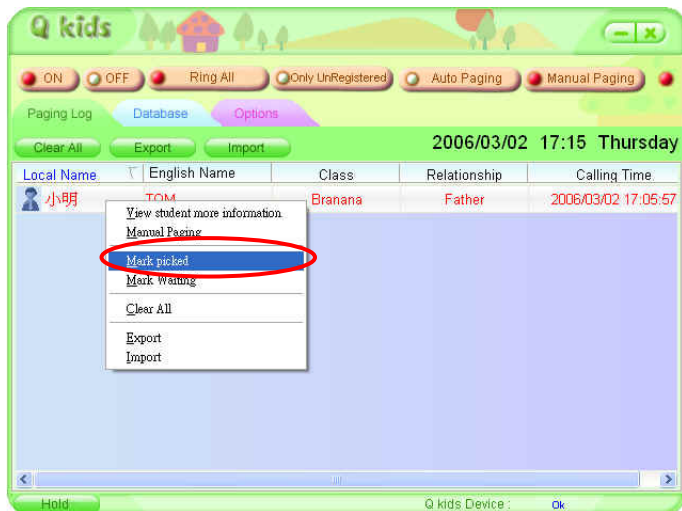 Q kids
ON OFF Ring All Only UnRegistered Auto Paging Manual Paging
Paging Log Database Options
Clear All Export Import 2006/03/02 17:15 Thursday
Local Name English Name Class Relationship Calling Time
小明 TOM Branana Father 2006/03/02 17:05:57
View student more information
Manual Paging
Mark picked
Mark Waiting
Clear All
Export
Import
Hold Q kids Device : Ok